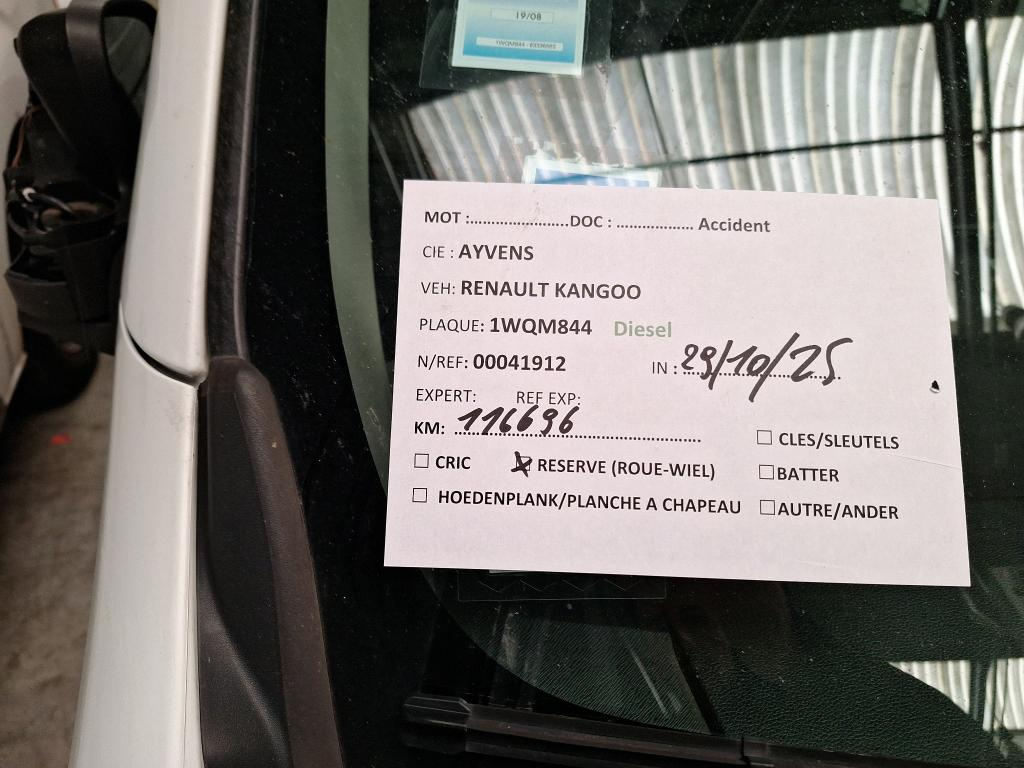 19/08
MOT :......................DOC : .................. Accident
CIE : AYVENS
VEH: RENAULT KANGOO
PLAQUE: 1WQM844 Diesel
N/REF: 00041912 IN : 29/10/25
EXPERT: REF EXP:
KM: 116696
☐ CLES/SLEUTELS
☐ CRIC ☒ RESERVE (ROUE-WIEL) ☐ BATTER
☐ HOEDENPLANK/PLANCHE A CHAPEAU ☐ AUTRE/ANDER